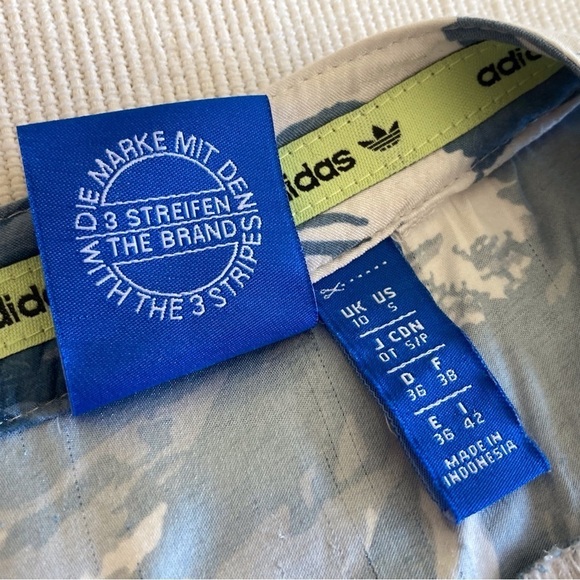 DIE MARKE MIT DEN
3 STREIFEN
THE BRAND
WITH THE 3 STRIPES
adidas
adidas
UK US
10 S
J CDN
OT S/P
D F
36 38
E I
36 42
MADE IN
INDONESIA